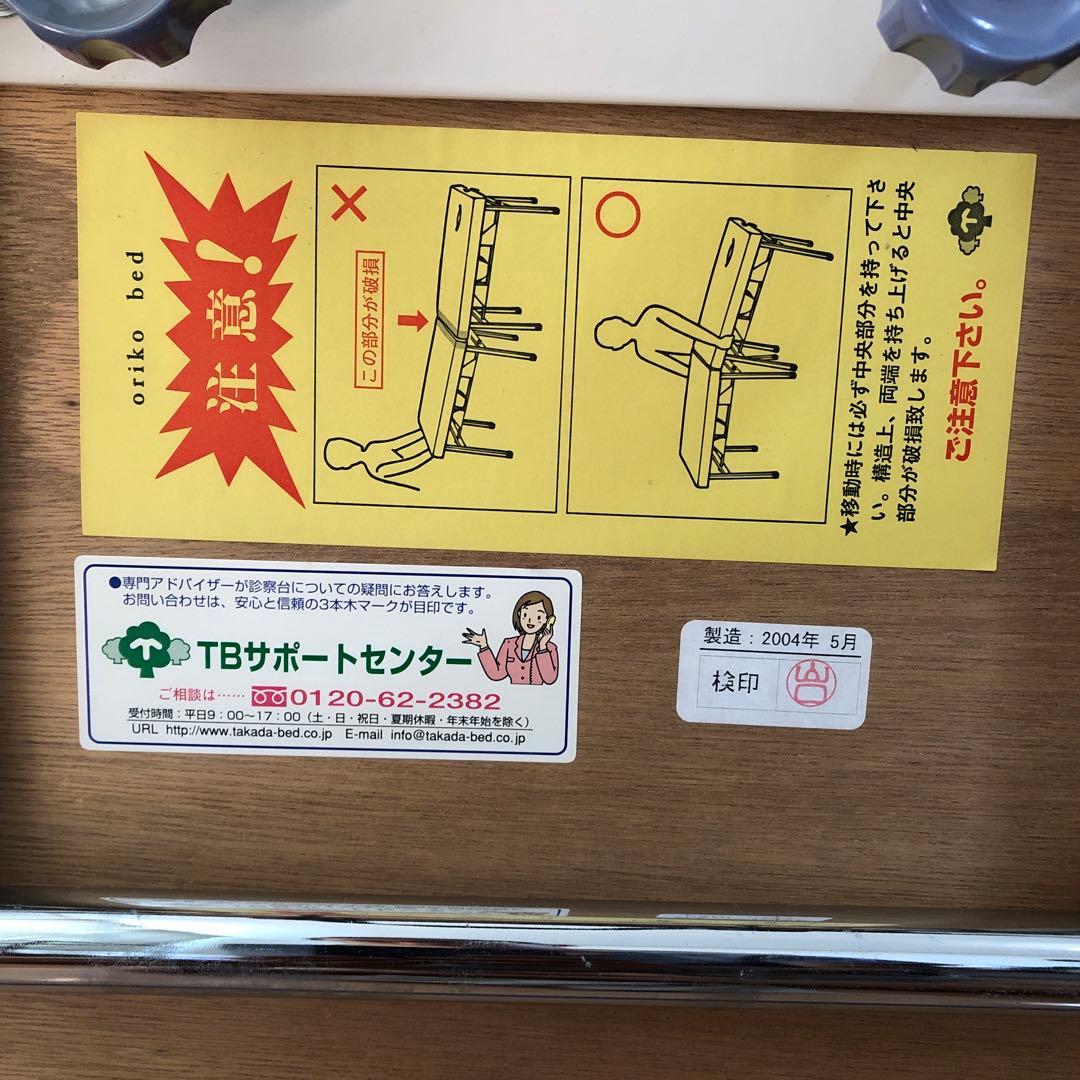 oriko bed
注意!
この部分が破損
★移動時には必ず中央部分を持って下さ
い。構造上、両端を持ち上げると中央
部分が破損致します。
ご注意下さい。
T
●専門アドバイザーが診察台についての疑問にお答えします。
お問い合わせは、安心と信頼の3本木マークが目印です。
TBサポートセンター
ご相談は……0120-62-2382
受付時間:平日9:00〜17:00(土・日・祝日・夏期休暇・年末年始を除く)
URL http://www.takada-bed.co.jp E-mail info@takada-bed.co.jp
製造:2004年 5月
検印